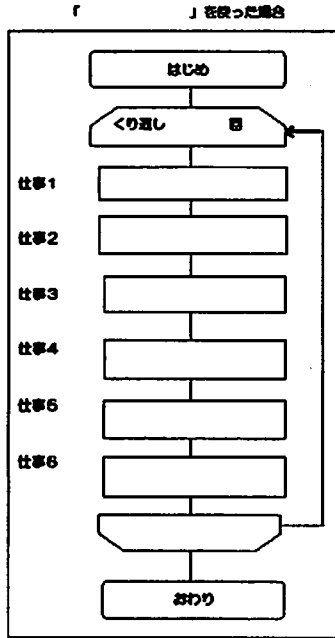 「　　　　　　　」を使った場合
はじめ
くり返し　　　回
仕事1
仕事2
仕事3
仕事4
仕事5
仕事6
おわり